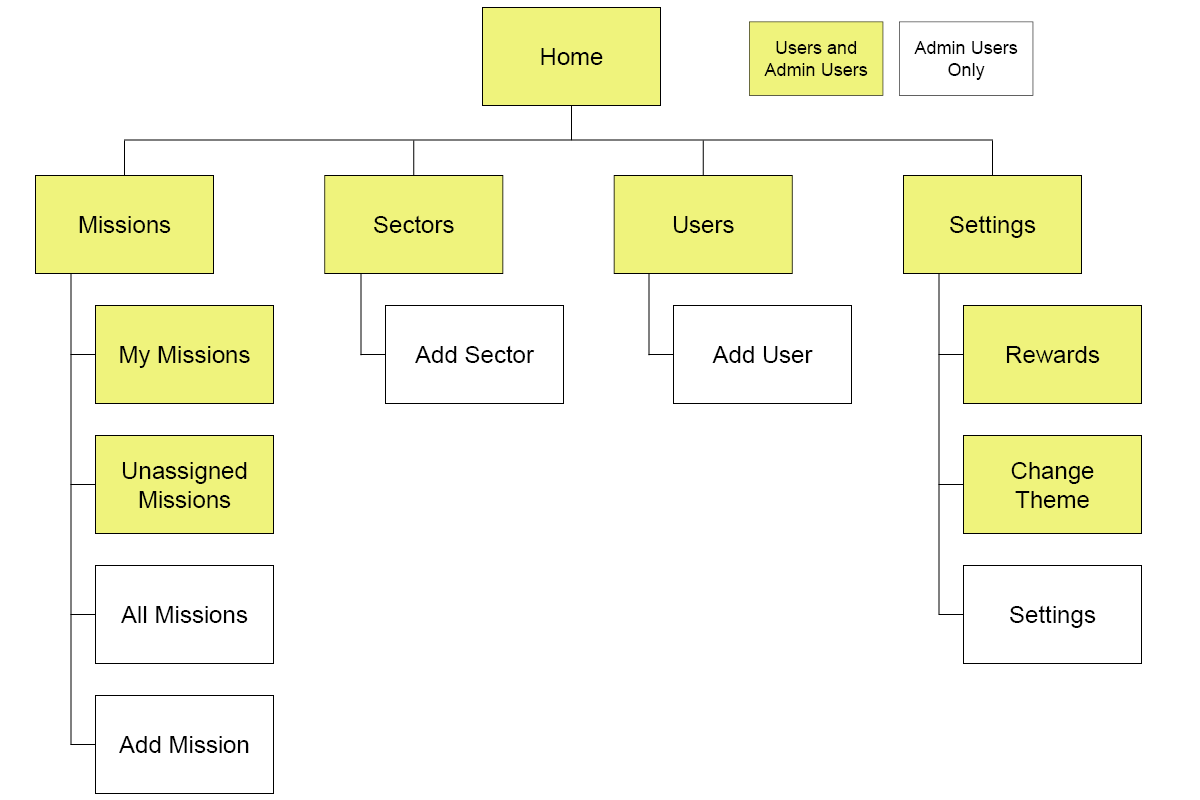 Home
Users and
Admin Users
Admin Users
Only
Missions
Sectors
Users
Settings
My Missions
Add Sector
Add User
Rewards
Unassigned
Missions
Change
Theme
All Missions
Settings
Add Mission